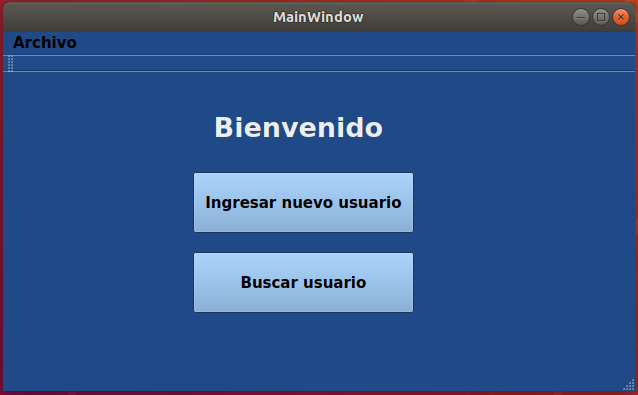 MainWindow
Archivo
Bienvenido
Ingresar nuevo usuario
Buscar usuario